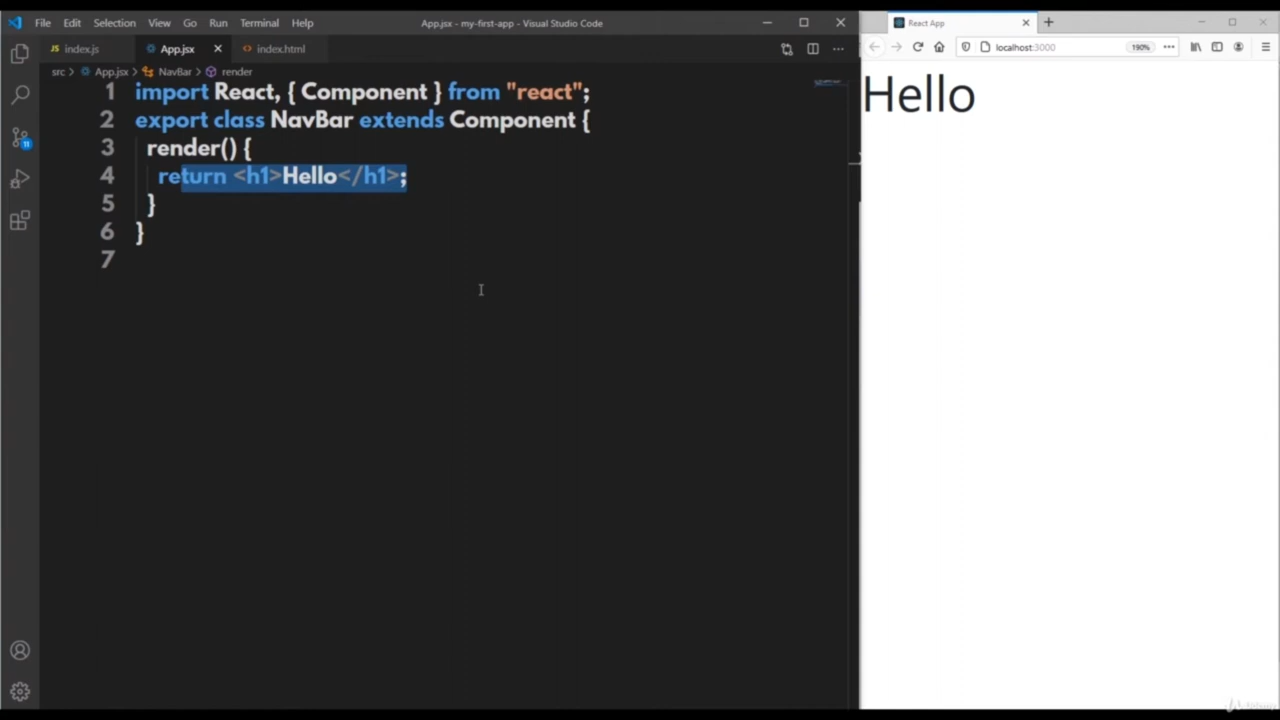 File Edit Selection View Go Run Terminal Help App.jsx - my-first-app - Visual Studio Code
index.js App.jsx index.html
src > App.jsx > NavBar > render
1 import React, { Component } from "react";
2 export class NavBar extends Component {
3 render() {
4 return <h1>Hello</h1>;
5 }
6 }
7
11
React App
localhost:3000 190%
Hello
Udemy